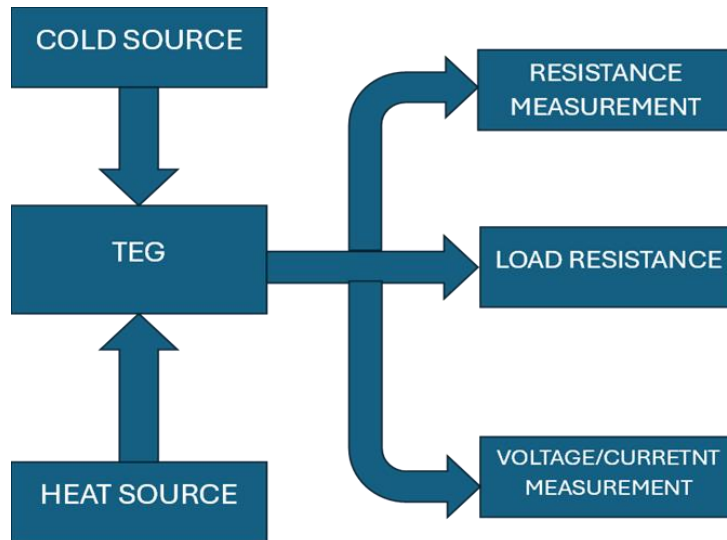 COLD SOURCE
RESISTANCE
MEASUREMENT
TEG
LOAD RESISTANCE
HEAT SOURCE
VOLTAGE/CURRETNT
MEASUREMENT